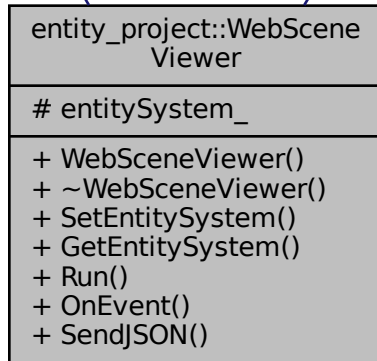 entity_project::WebScene
Viewer
# entitySystem_
+ WebSceneViewer()
+ ~WebSceneViewer()
+ SetEntitySystem()
+ GetEntitySystem()
+ Run()
+ OnEvent()
+ SendJSON()